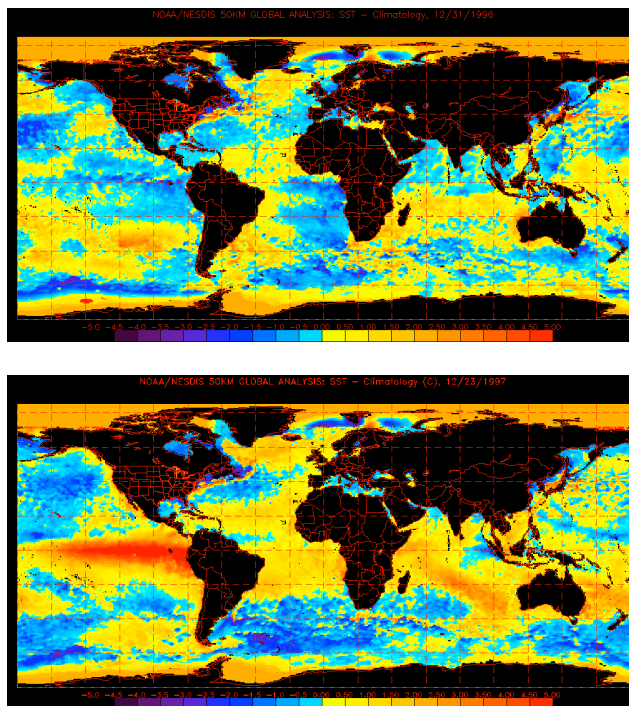 NOAA/NESDIS 50KM GLOBAL ANALYSIS: SST - Climatology, 12/31/1996
-5.0 -4.5 -4.0 -3.5 -3.0 -2.5 -2.0 -1.5 -1.0 -0.5 0.00 0.50 1.00 1.50 2.00 2.50 3.00 3.50 4.00 4.50 5.00
NOAA/NESDIS 50KM GLOBAL ANALYSIS: SST - Climatology (C), 12/23/1997
-5.0 -4.5 -4.0 -3.5 -3.0 -2.5 -2.0 -1.5 -1.0 -0.5 0.00 0.50 1.00 1.50 2.00 2.50 3.00 3.50 4.00 4.50 5.00